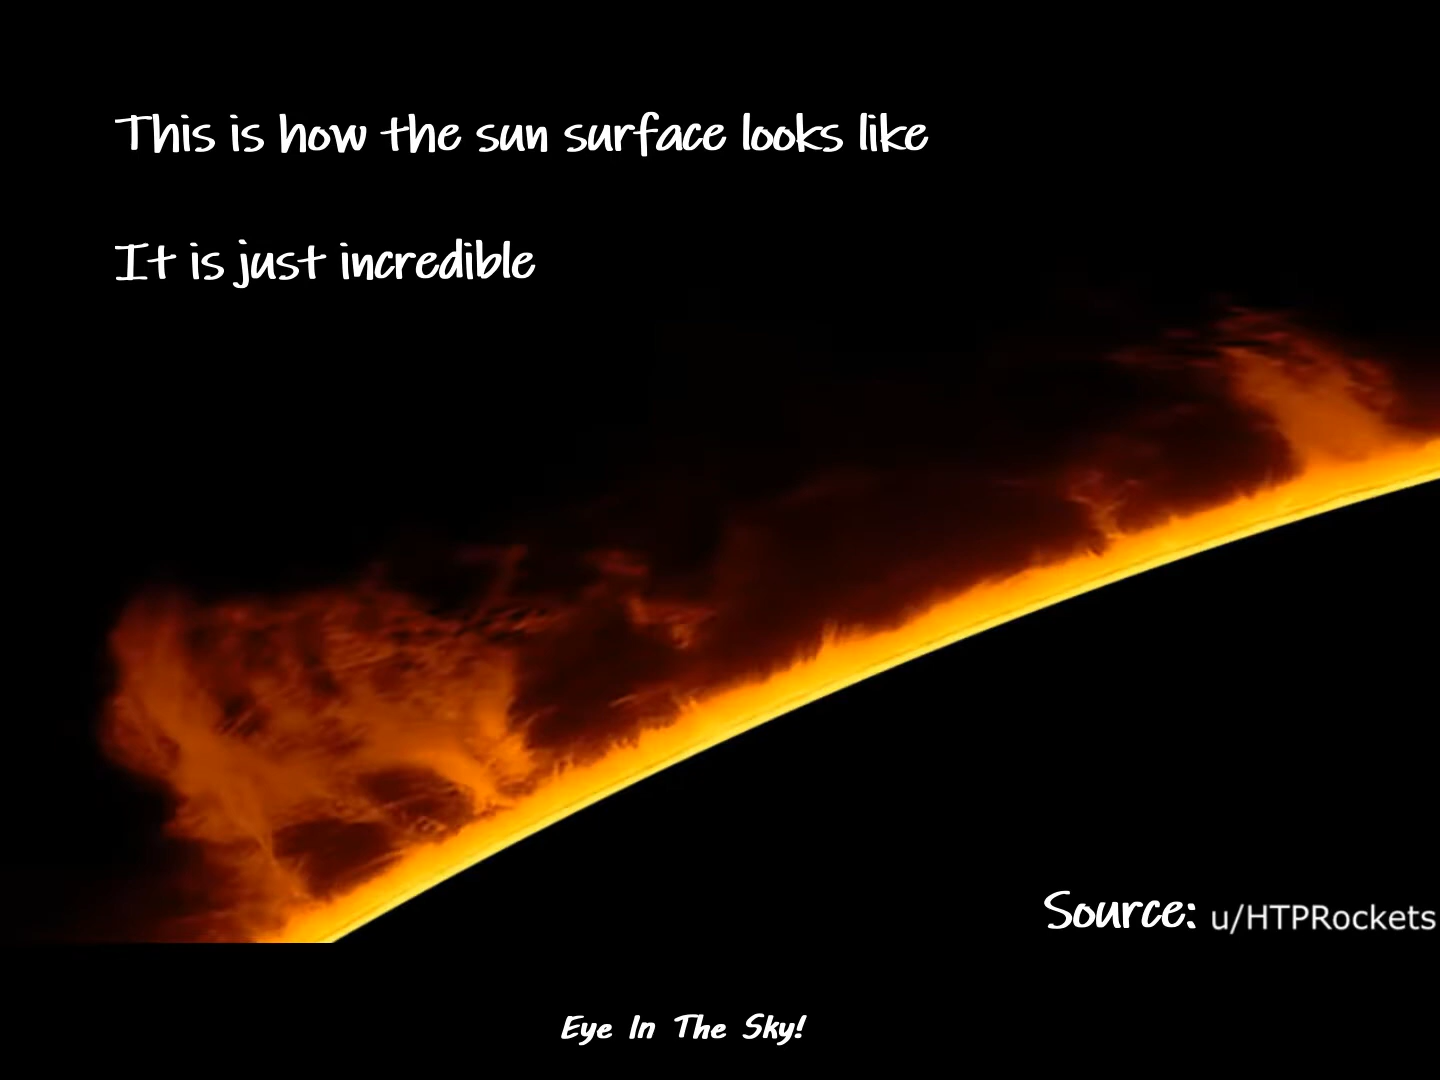 This is how the sun surface looks like
It is just incredible
Source: u/HTPRockets
Eye In The Sky!